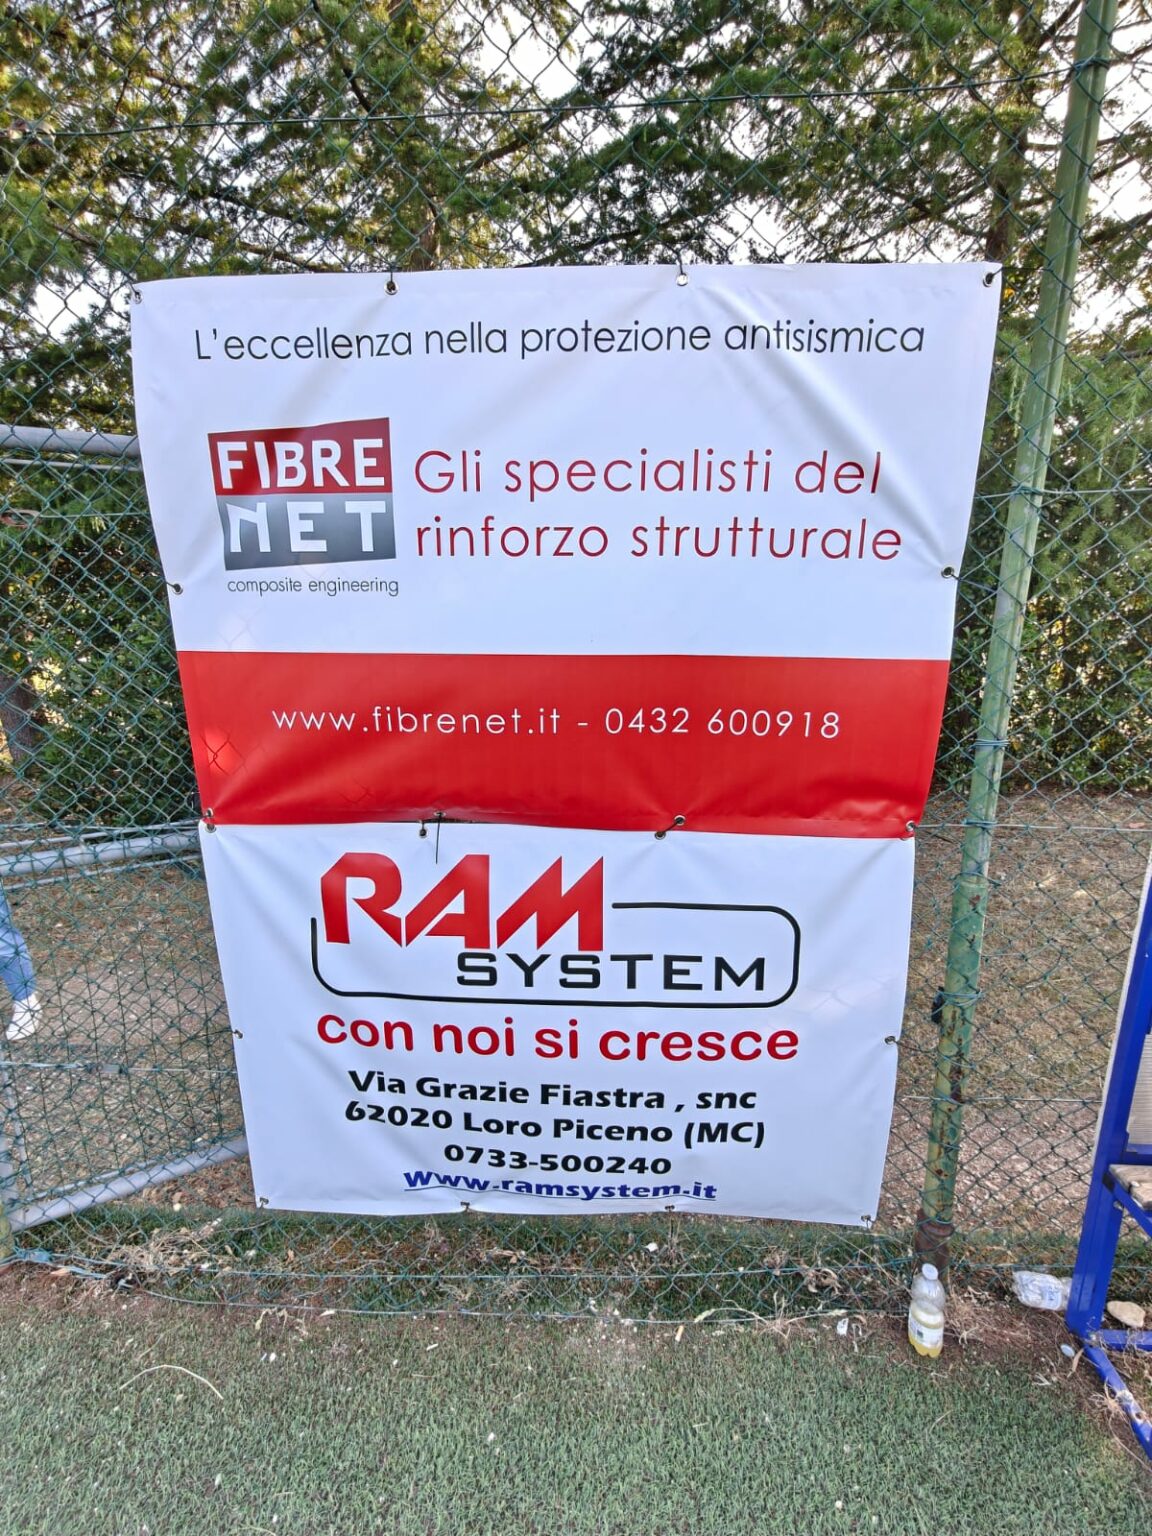 L'eccellenza nella protezione antisismica
FIBRE
NET
composite engineering
Gli specialisti del
rinforzo strutturale
www.fibrenet.it - 0432 600918
RAM
SYSTEM
con noi si cresce
Via Grazie Fiastra , snc
62020 Loro Piceno (MC)
0733-500240
Www.ramsystem.it